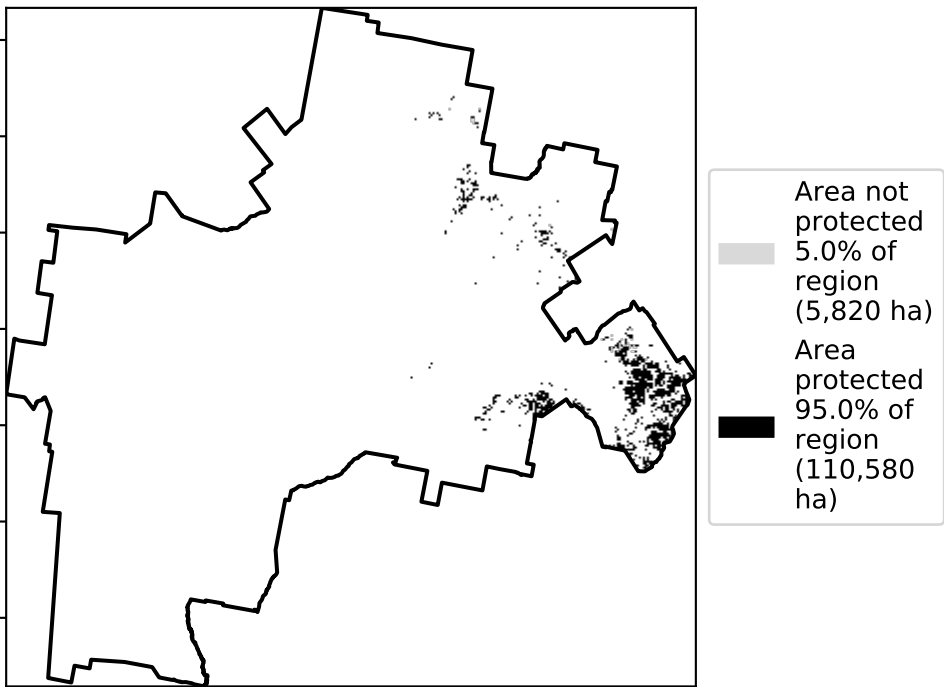 Area not
protected
5.0% of
region
(5,820 ha)
Area
protected
95.0% of
region
(110,580
ha)